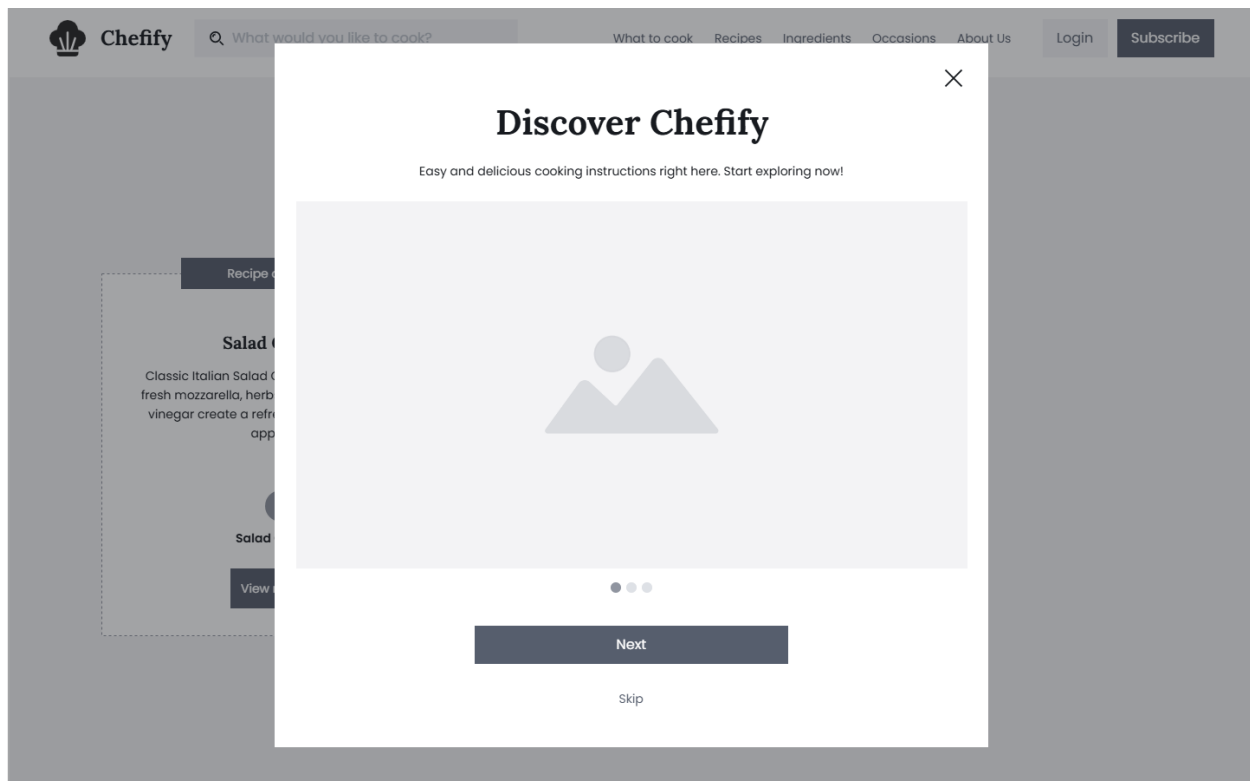 Chefify
What would you like to cook?
What to cook Recipes Ingredients Occasions About Us
Login
Subscribe
Discover Chefify
Easy and delicious cooking instructions right here. Start exploring now!
Recipe
Salad
Classic Italian Salad
fresh mozzarella, herb
vinegar create a refre
app
Salad
View
Next
Skip